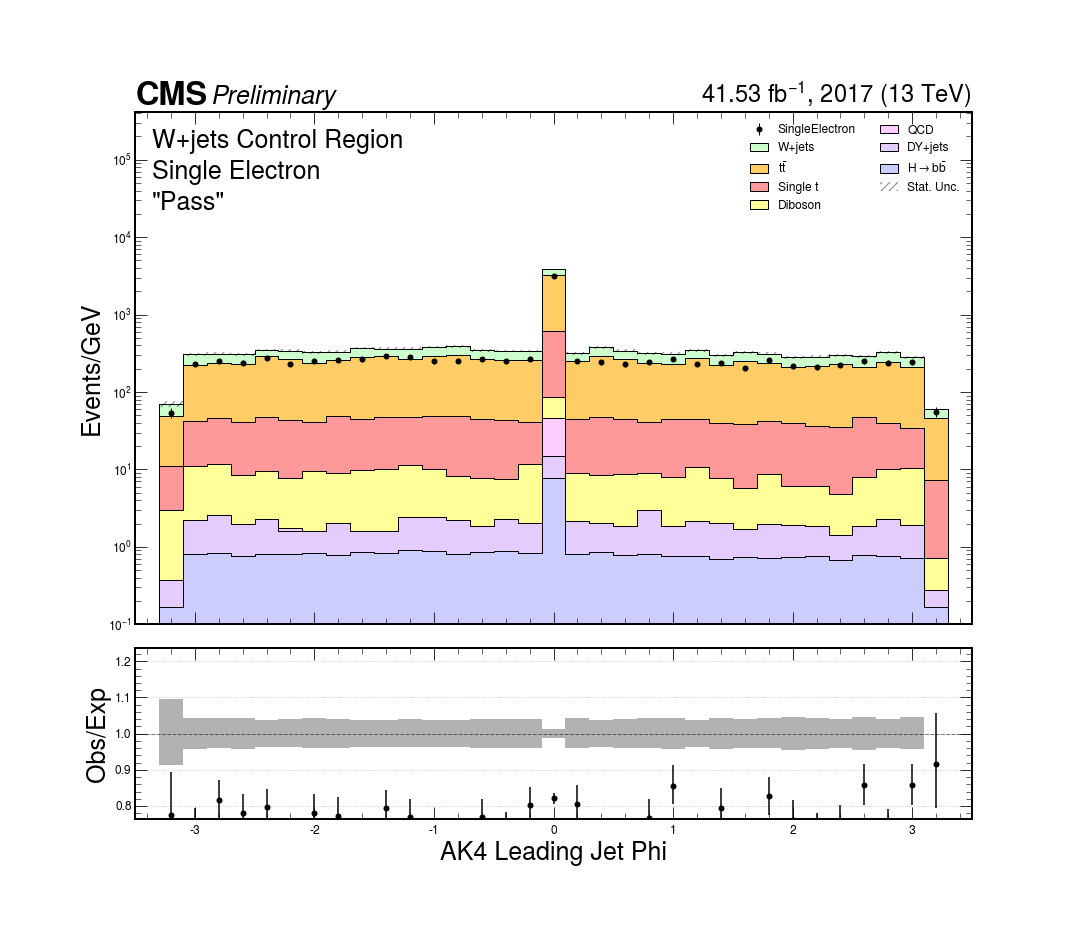 CMS Preliminary
41.53 fb⁻¹, 2017 (13 TeV)
W+jets Control Region
Single Electron
"Pass"
SingleElectron
W+jets
tt̄
Single t
Diboson
QCD
DY+jets
H→bb̄
Stat. Unc.
Events/GeV
10⁵
10⁴
10³
10²
10¹
10⁰
10⁻¹
Obs/Exp
1.2
1.1
1.0
0.9
0.8
-3 -2 -1 0 1 2 3
AK4 Leading Jet Phi